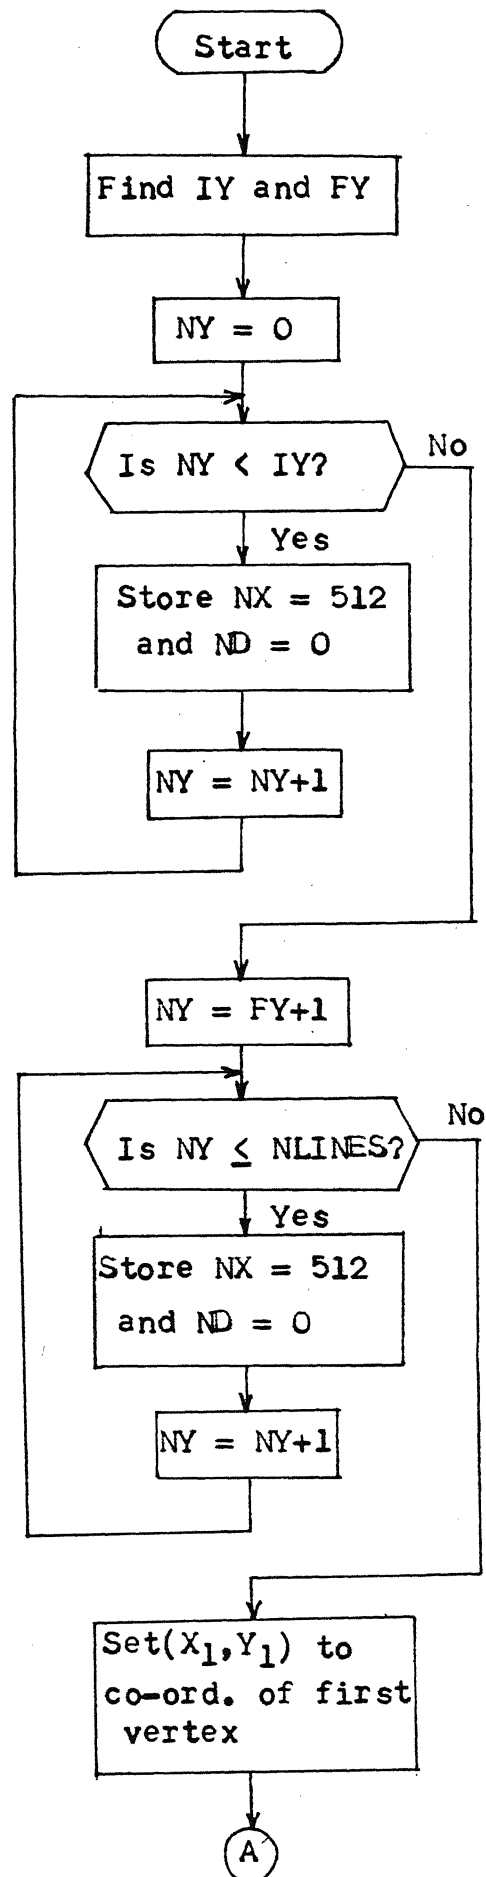 Start
Find IY and FY
NY = 0
Is NY < IY?
No
Yes
Store NX = 512
and ND = 0
NY = NY+1
NY = FY+1
Is NY ≤ NLINES?
No
Yes
Store NX = 512
and ND = 0
NY = NY+1
Set(X₁,Y₁) to
co-ord. of first
vertex
A